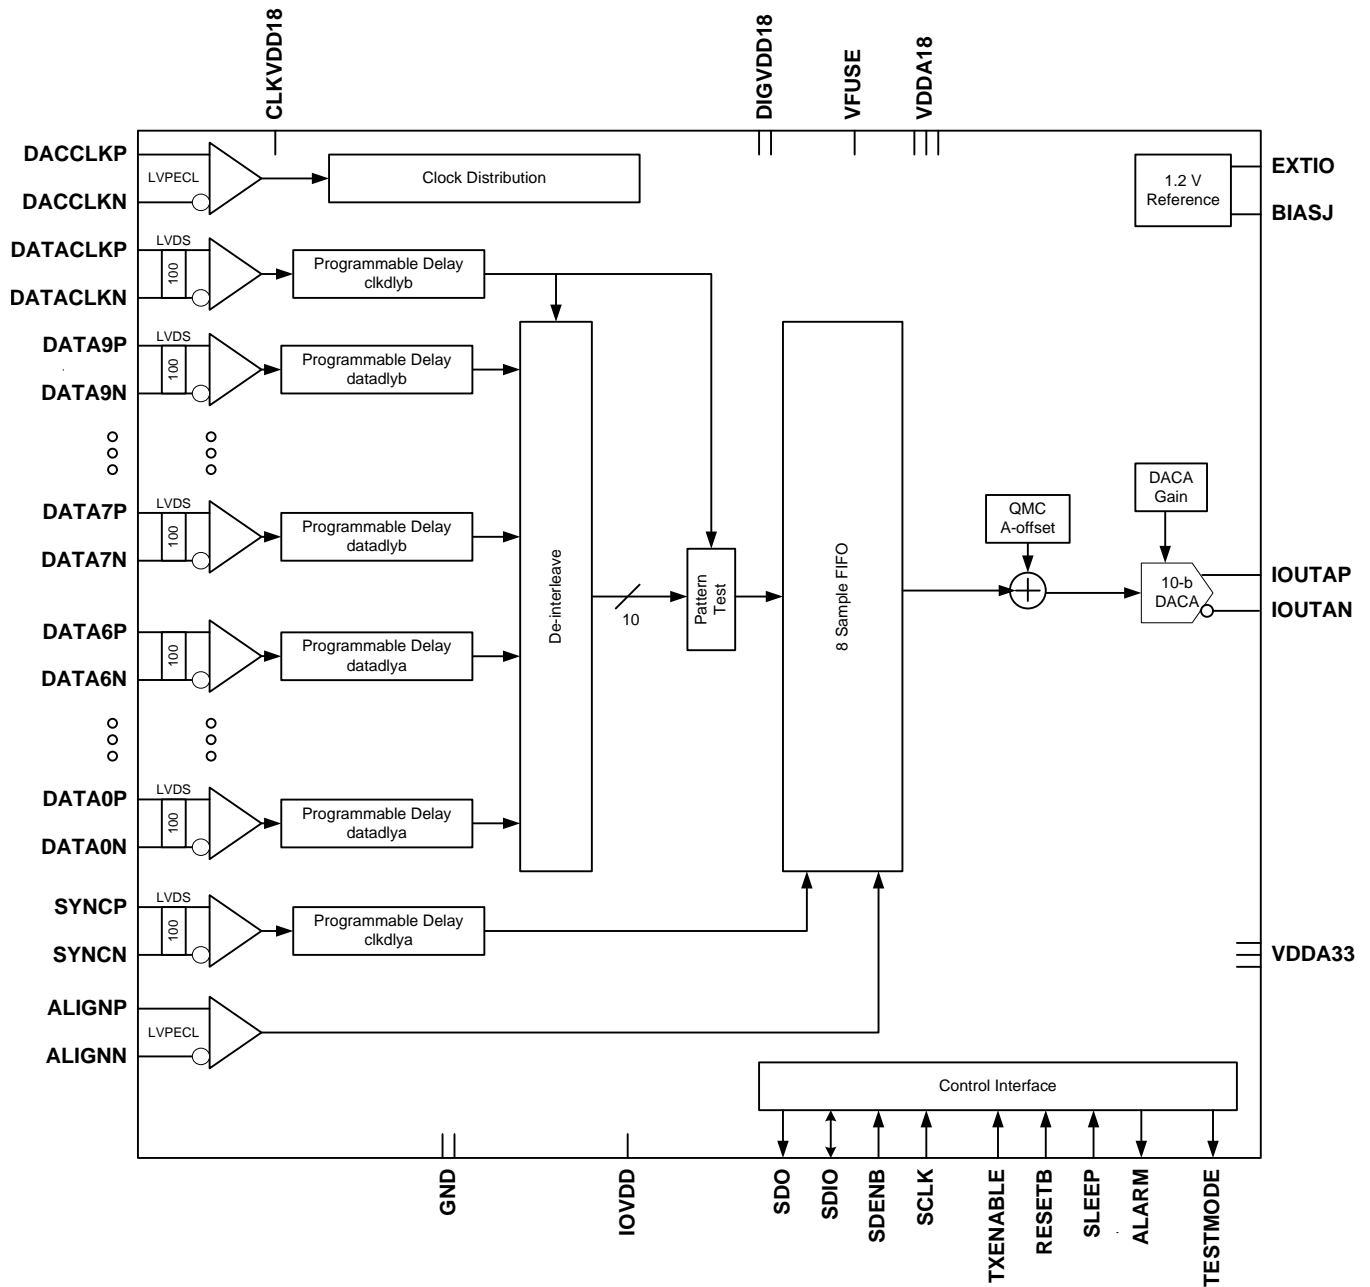 CLKVDD18
DIGVDD18
VFUSE
VDDA18
DACCLKP
LVPECL
DACCLKN
Clock Distribution
1.2 V
Reference
EXTIO
BIASJ
DATACLKP
LVDS
100
DATACLKN
Programmable Delay
clkdlyb
DATA9P
LVDS
100
DATA9N
Programmable Delay
datadlyb
DATA7P
LVDS
100
DATA7N
Programmable Delay
datadlyb
De-interleave
10
Pattern
Test
8 Sample FIFO
QMC
A-offset
DACA
Gain
10-b
DACA
IOUTAP
IOUTAN
DATA6P
100
DATA6N
Programmable Delay
datadlya
DATA0P
LVDS
100
DATA0N
Programmable Delay
datadlya
SYNCP
LVDS
100
SYNCN
Programmable Delay
clkdlya
VDDA33
ALIGNP
LVPECL
ALIGNN
Control Interface
GND
IOVDD
SDO
SDIO
SDENB
SCLK
TXENABLE
RESETB
SLEEP
ALARM
TESTMODE